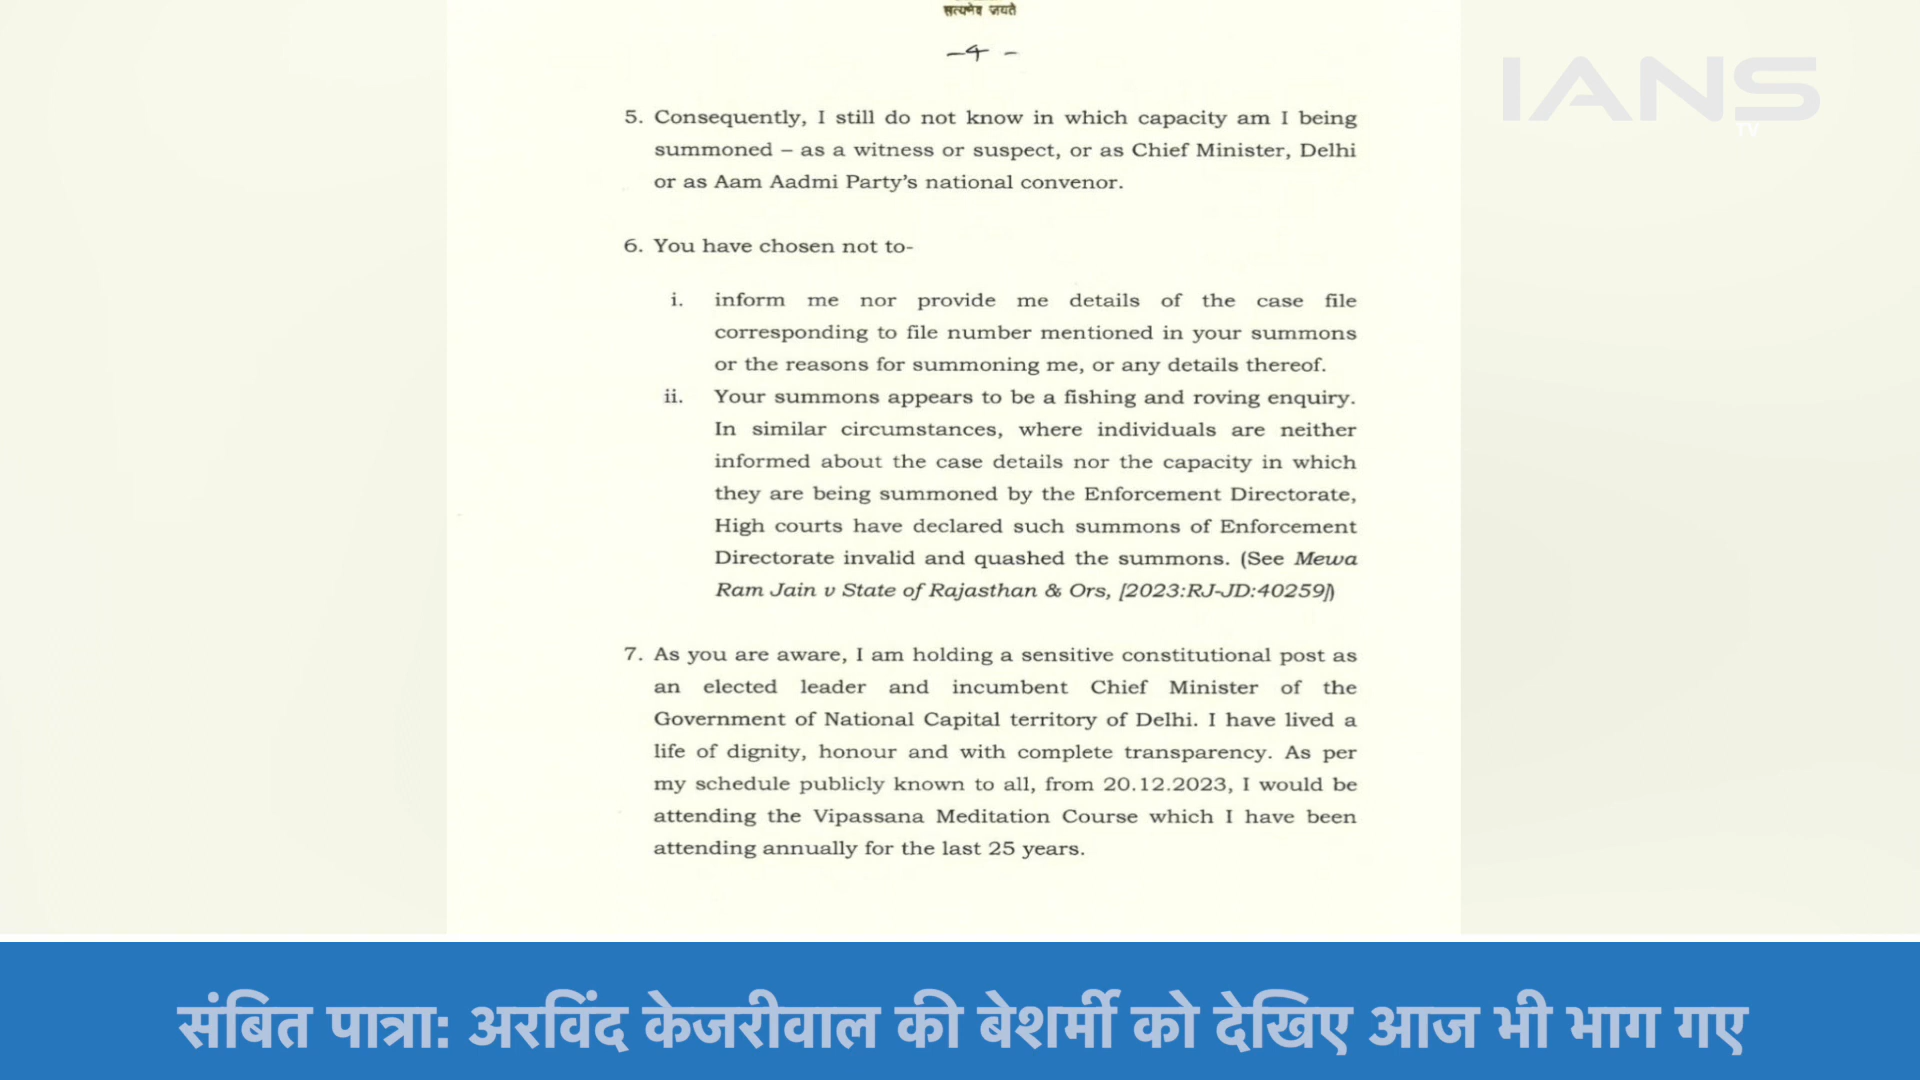 सत्यमेव जयते
-4-
IANS
TV
5. Consequently, I still do not know in which capacity am I being
summoned – as a witness or suspect, or as Chief Minister, Delhi
or as Aam Aadmi Party's national convenor.
6. You have chosen not to-
i. inform me nor provide me details of the case file
corresponding to file number mentioned in your summons
or the reasons for summoning me, or any details thereof.
ii. Your summons appears to be a fishing and roving enquiry.
In similar circumstances, where individuals are neither
informed about the case details nor the capacity in which
they are being summoned by the Enforcement Directorate,
High courts have declared such summons of Enforcement
Directorate invalid and quashed the summons. (See Mewa
Ram Jain v State of Rajasthan & Ors, [2023:RJ-JD:40259])
7. As you are aware, I am holding a sensitive constitutional post as
an elected leader and incumbent Chief Minister of the
Government of National Capital territory of Delhi. I have lived a
life of dignity, honour and with complete transparency. As per
my schedule publicly known to all, from 20.12.2023, I would be
attending the Vipassana Meditation Course which I have been
attending annually for the last 25 years.
संबित पात्रा: अरविंद केजरीवाल की बेशर्मी को देखिए आज भी भाग गए